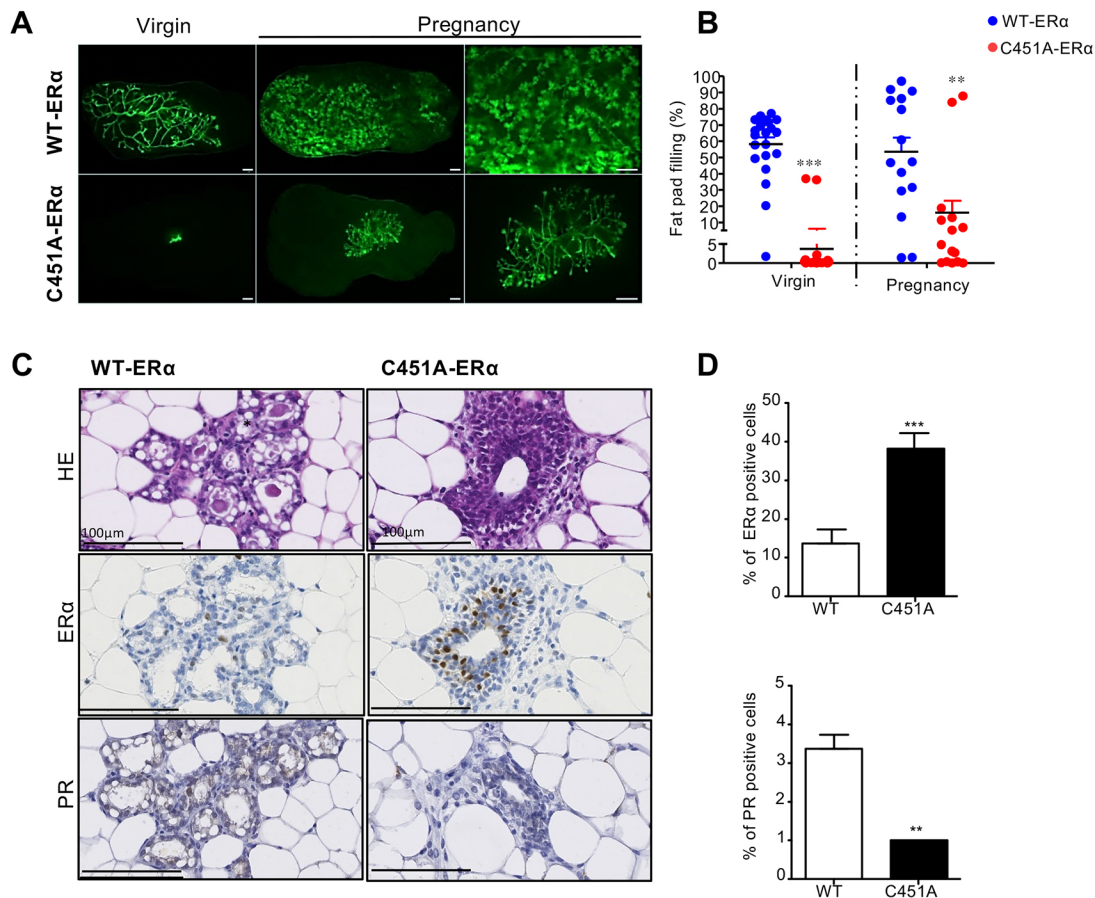 A
Virgin
Pregnancy
WT-ERα
C451A-ERα
B
WT-ERα
C451A-ERα
Fat pad filling (%)
100
90
80
70
60
50
40
30
20
10
5
0
***
**
Virgin
Pregnancy
C
WT-ERα
C451A-ERα
HE
*
100μm
100μm
ERα
PR
D
% of ERα positive cells
50
40
30
20
10
0
***
WT
C451A
% of PR positive cells
5
4
3
2
1
0
**
WT
C451A